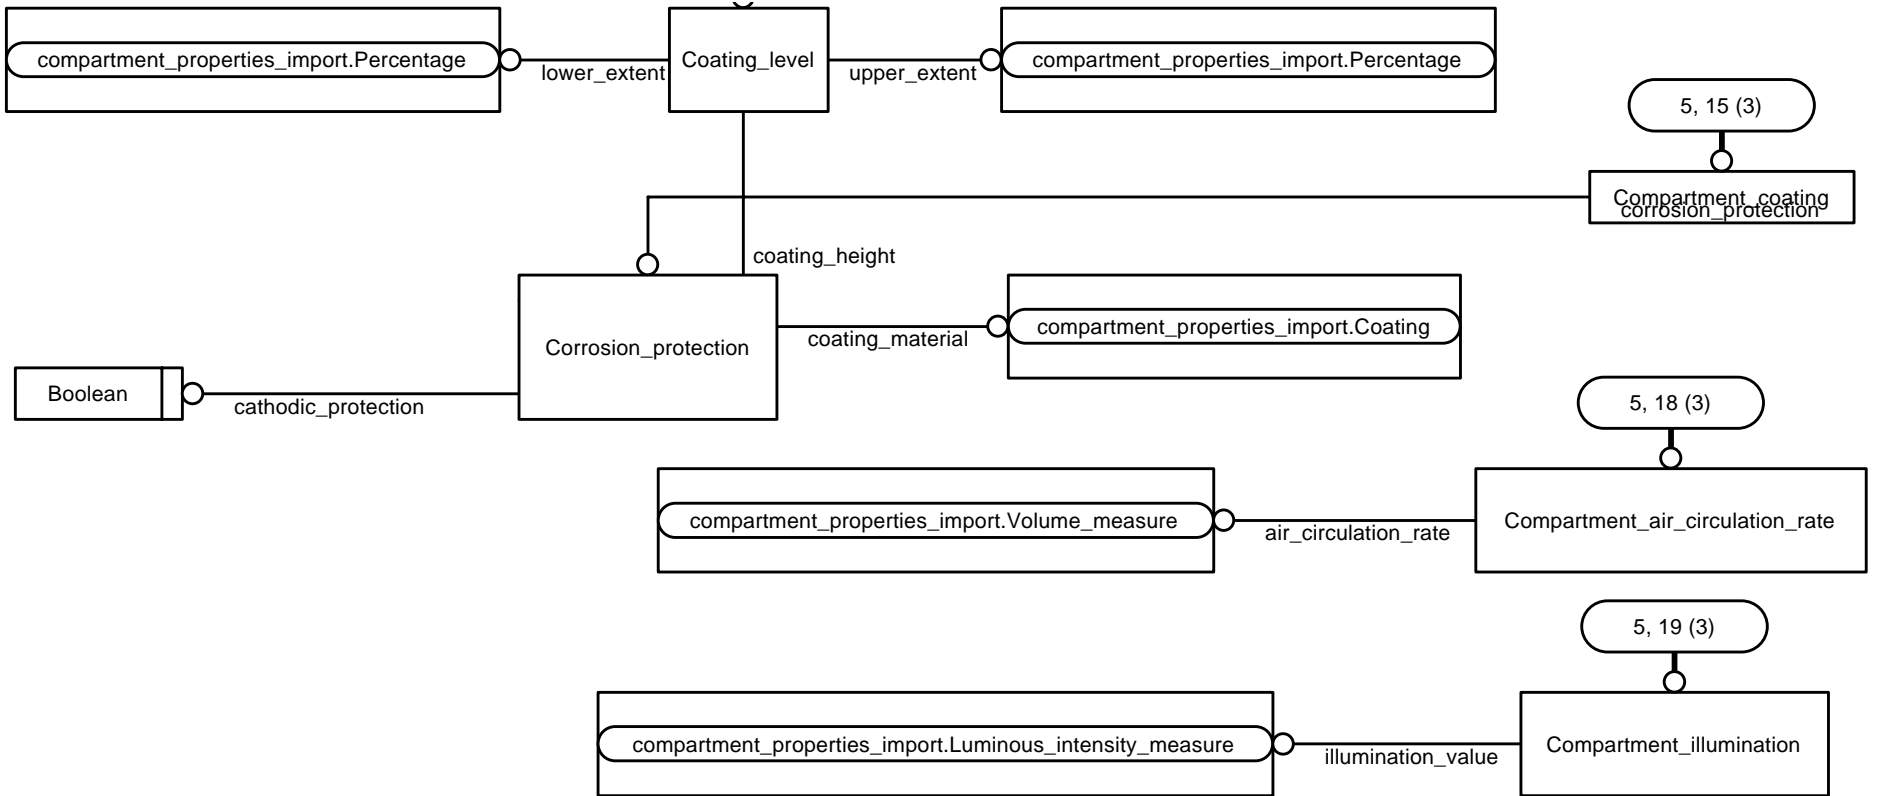 compartment_properties_import.Percentage
lower_extent
Coating_level
upper_extent
compartment_properties_import.Percentage
5, 15 (3)
Compartment_coating
corrosion_protection
coating_height
Corrosion_protection
coating_material
compartment_properties_import.Coating
Boolean
cathodic_protection
5, 18 (3)
compartment_properties_import.Volume_measure
air_circulation_rate
Compartment_air_circulation_rate
5, 19 (3)
compartment_properties_import.Luminous_intensity_measure
illumination_value
Compartment_illumination